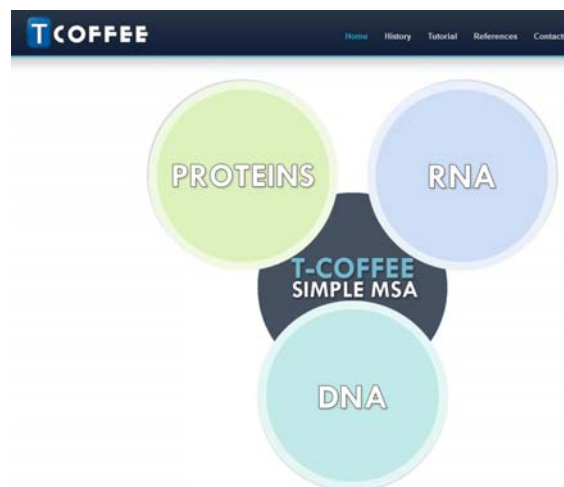 TCOFFEE
Home History Tutorial References Contact
PROTEINS
RNA
T-COFFEE
SIMPLE MSA
DNA